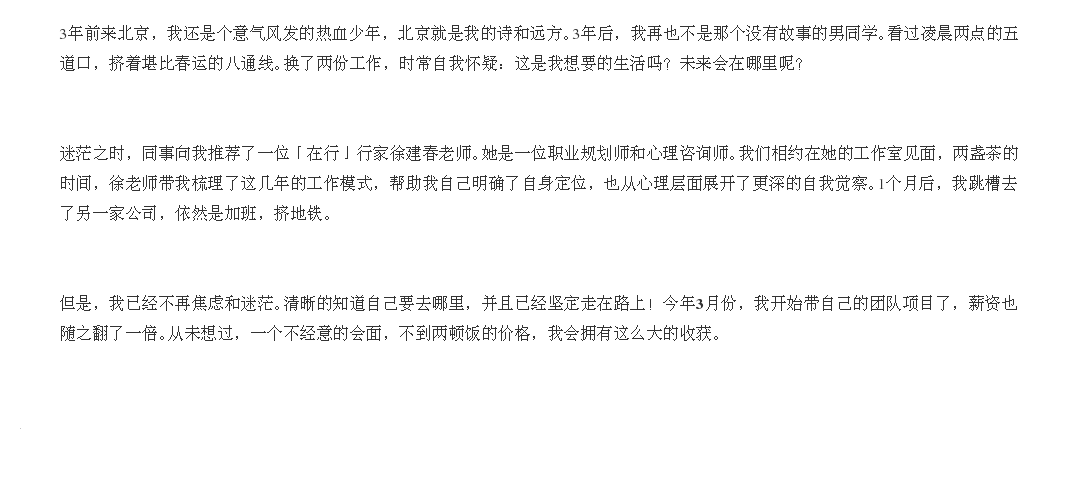 3年前来北京，我还是个意气风发的热血少年，北京就是我的诗和远方。3年后，我再也不是那个没有故事的男同学。看过凌晨两点的五
道口，挤着堪比春运的八通线。换了两份工作，时常自我怀疑：这是我想要的生活吗？未来会在哪里呢？
迷茫之时，同事向我推荐了一位「在行」行家徐建春老师。她是一位职业规划师和心理咨询师。我们相约在她的工作室见面，两盏茶的
时间，徐老师带我梳理了这几年的工作模式，帮助我自己明确了自身定位，也从心理层面展开了更深的自我觉察。1个月后，我跳槽去
了另一家公司，依然是加班，挤地铁。
但是，我已经不再焦虑和迷茫。清晰的知道自己要去哪里，并且已经坚定走在路上！今年3月份，我开始带自己的团队项目了，薪资也
随之翻了一倍。从未想过，一个不经意的会面，不到两顿饭的价格，我会拥有这么大的收获。